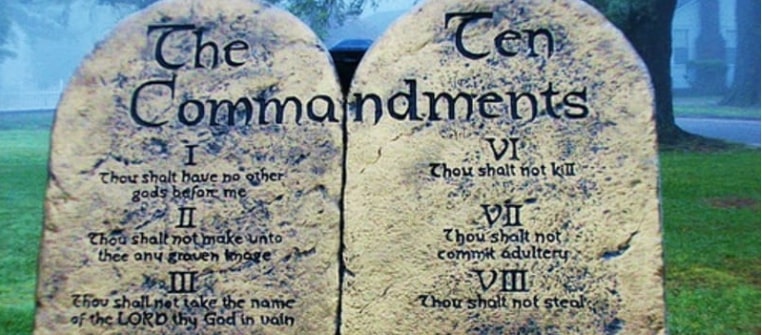 The Ten
Commandments
I
Thou shalt have no other
gods before me
II
Thou shalt not make unto
thee any graven image
III
Thou shall not take the name
of the LORD thy God in vain
VI
Thou shalt not kill
VII
Thou shalt not
commit adultery
VIII
Thou shalt not steal